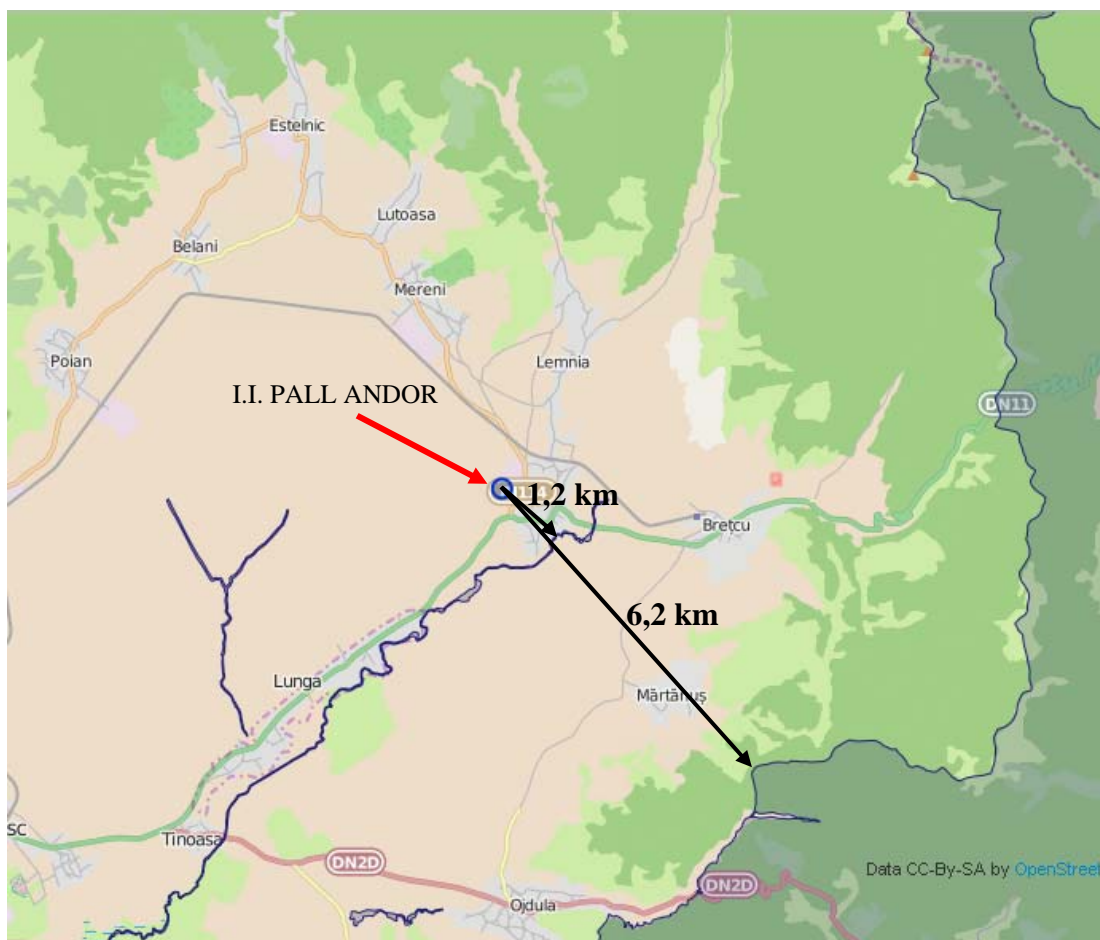 Estelnic
Lutoasa
Belani
Mereni
Poian
Lemnia
I.I. PALL ANDOR
DN11
1,2 km
Brețcu
6,2 km
Lunga
Mărtănuș
SC
Tinoasa
DN2D
Data CC-By-SA by OpenStreet
DN2D
Ojdula